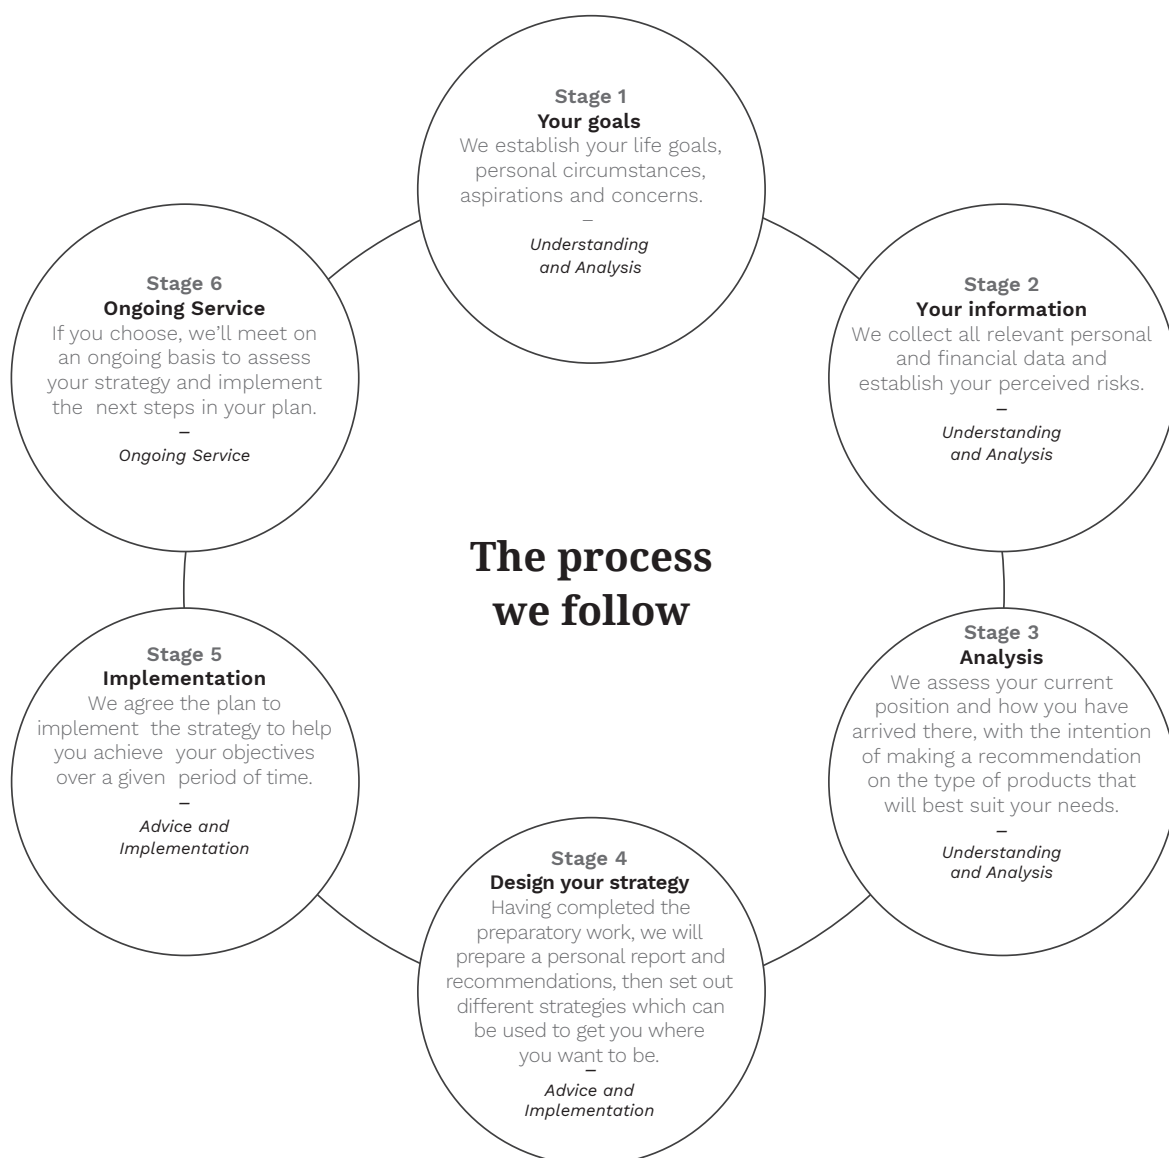 Stage 1
Your goals
We establish your life goals,
personal circumstances,
aspirations and concerns.
–
Understanding
and Analysis
Stage 2
Your information
We collect all relevant personal
and financial data and
establish your perceived risks.
–
Understanding
and Analysis
Stage 3
Analysis
We assess your current
position and how you have
arrived there, with the intention
of making a recommendation
on the type of products that
will best suit your needs.
–
Understanding
and Analysis
Stage 4
Design your strategy
Having completed the
preparatory work, we will
prepare a personal report and
recommendations, then set out
different strategies which can
be used to get you where
you want to be.
–
Advice and
Implementation
Stage 5
Implementation
We agree the plan to
implement the strategy to help
you achieve your objectives
over a given period of time.
–
Advice and
Implementation
Stage 6
Ongoing Service
If you choose, we’ll meet on
an ongoing basis to assess
your strategy and implement
the next steps in your plan.
–
Ongoing Service
The process
we follow